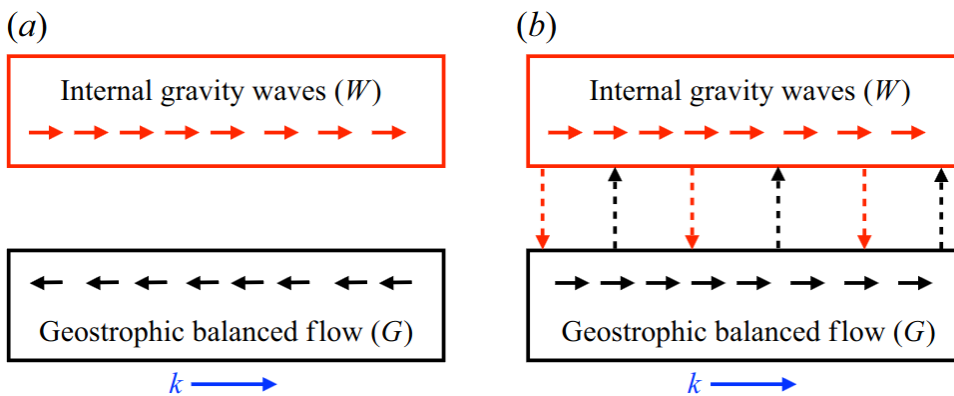 (a)
Internal gravity waves (W)
Geostrophic balanced flow (G)
k
(b)
Internal gravity waves (W)
Geostrophic balanced flow (G)
k